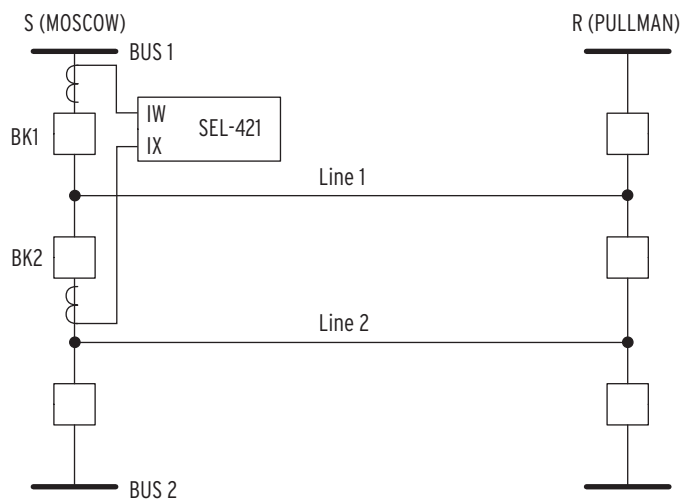 S (MOSCOW)
R (PULLMAN)
BUS 1
IW
SEL-421
BK1
IX
Line 1
BK2
Line 2
BUS 2